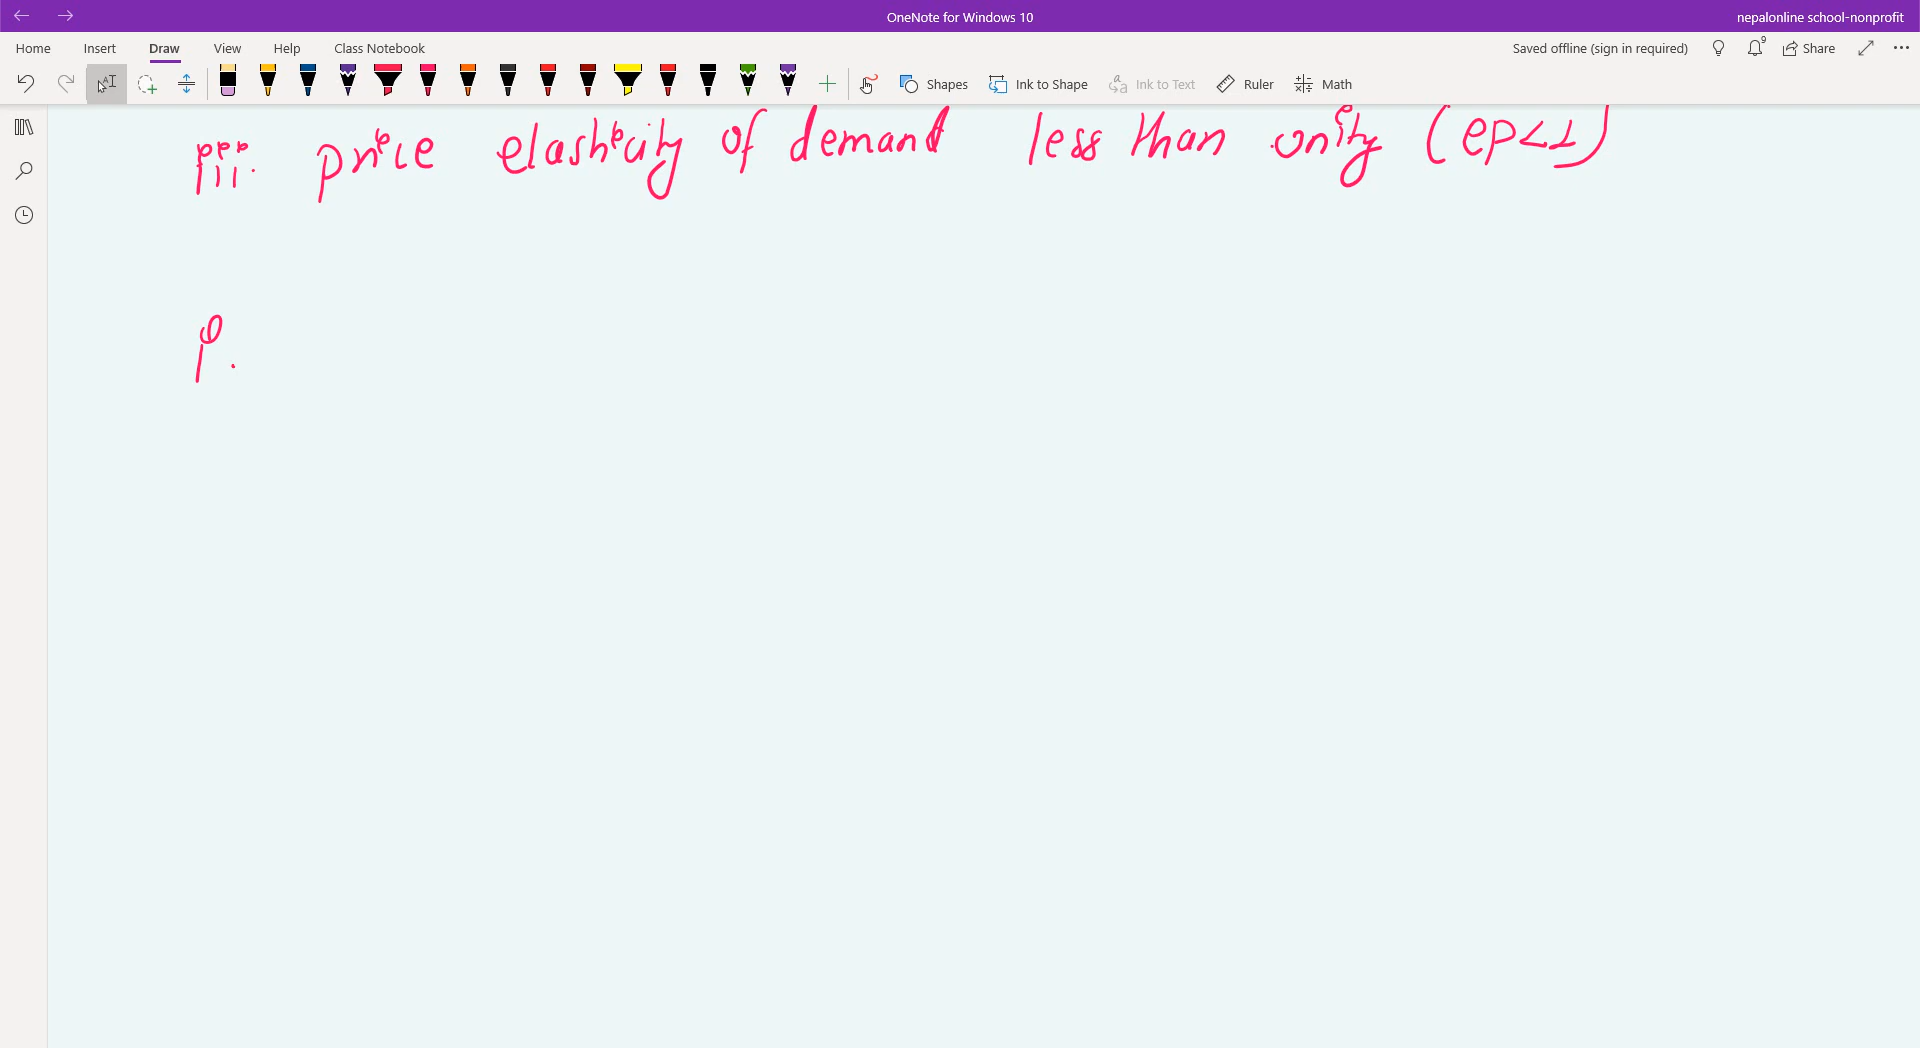 OneNote for Windows 10
nepalonline school-nonprofit
Home Insert Draw View Help Class Notebook
Saved offline (sign in required)
9
Share
Shapes Ink to Shape Ink to Text Ruler Math
iii. price elasticity of demand less than unity (ep<1)
i.